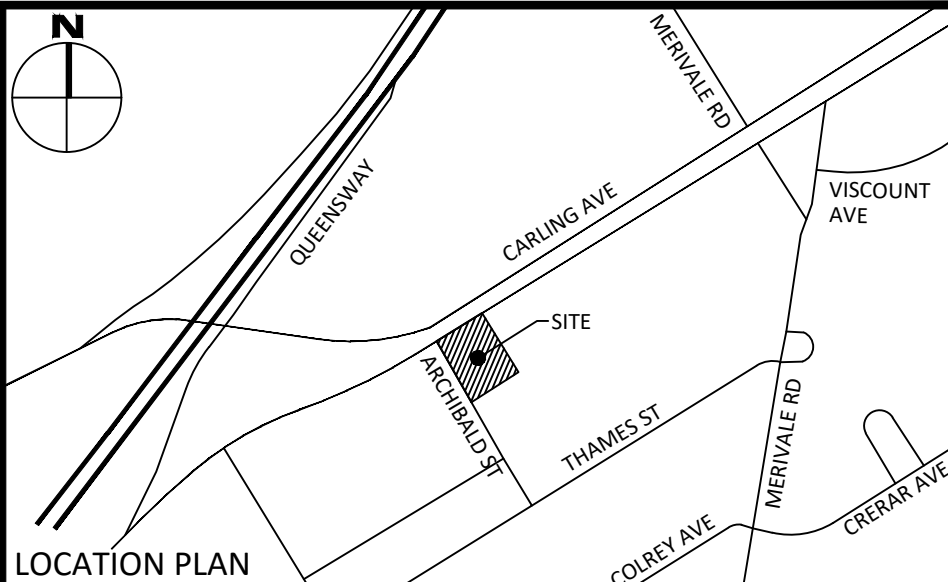 N
MERIVALE RD
QUEENSWAY
VISCOUNT
AVE
CARLING AVE
SITE
ARCHIBALD ST
THAMES ST
MERIVALE RD
CRERAR AVE
COLREY AVE
LOCATION PLAN